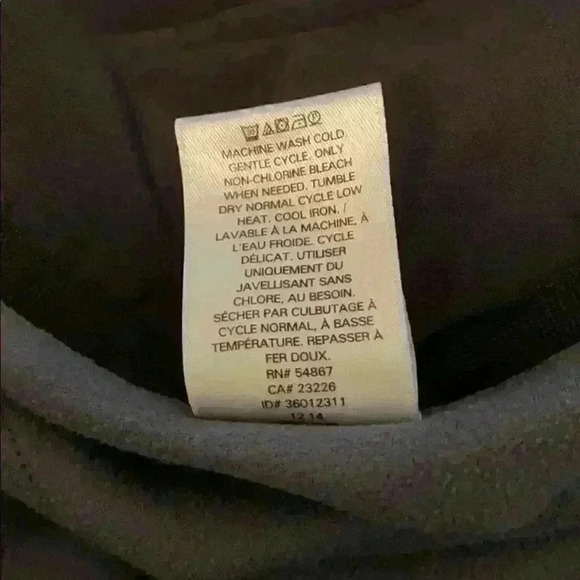 MACHINE WASH COLD.
GENTLE CYCLE. ONLY
NON-CHLORINE BLEACH
WHEN NEEDED. TUMBLE
DRY NORMAL CYCLE LOW
HEAT. COOL IRON. /
LAVABLE À LA MACHINE, À
L'EAU FROIDE. CYCLE
DÉLICAT. UTILISER
UNIQUEMENT DU
JAVELLISANT SANS
CHLORE, AU BESOIN.
SÉCHER PAR CULBUTAGE À
CYCLE NORMAL, À BASSE
TEMPÉRATURE. REPASSER À
FER DOUX.
RN# 54867
CA# 23226
ID# 36012311
12 14